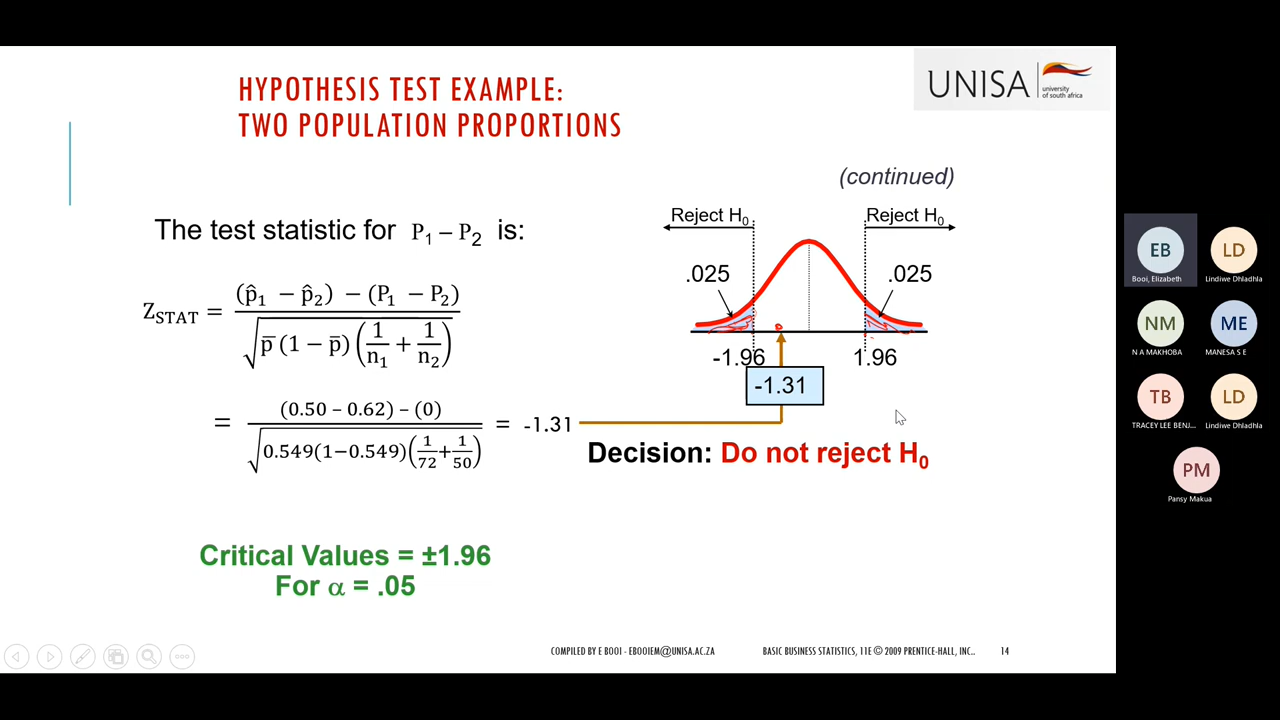 HYPOTHESIS TEST EXAMPLE:
TWO POPULATION PROPORTIONS
UNISA
university
of south africa
(continued)
The test statistic for P₁ – P₂ is:
Z_STAT = ((p̂₁ – p̂₂) – (P₁ – P₂)) / √(p̄ (1 – p̄) (1/n₁ + 1/n₂))
= ((0.50 – 0.62) – (0)) / √(0.549(1–0.549)(1/72 + 1/50)) = -1.31
Reject H₀
Reject H₀
.025
.025
-1.96
1.96
-1.31
Decision: Do not reject H₀
Critical Values = ±1.96
For α = .05
COMPILED BY E BOOI - EBOOIEM@UNISA.AC.ZA
BASIC BUSINESS STATISTICS, 11E © 2009 PRENTICE-HALL, INC..
14
EB
Booi, Elizabeth
LD
Lindiwe Dhladhla
NM
N A MAKHOBA
ME
MANESA S E
TB
TRACEY LEE BENJ...
LD
Lindiwe Dhladhla
PM
Pansy Makua